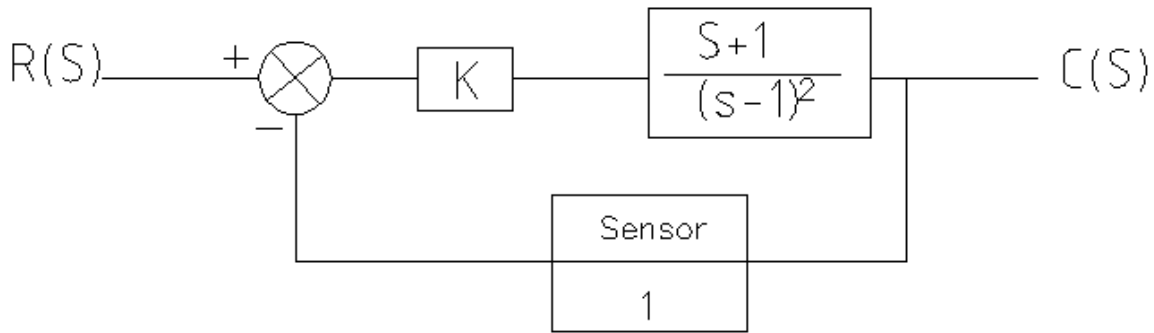 R(S)
+
−
K
S+1
(s-1)²
C(S)
Sensor
1